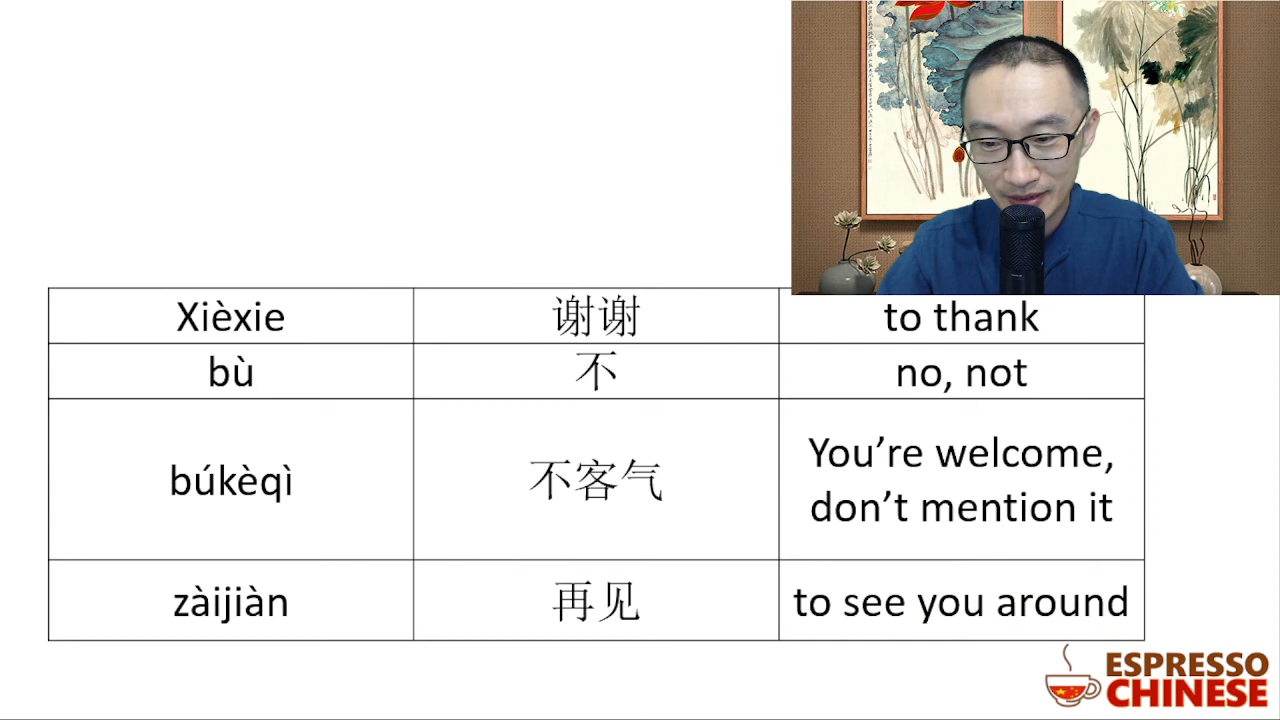 Xièxie 谢谢 to thank
bù 不 no, not
búkèqì 不客气 You’re welcome,
don’t mention it
zàijiàn 再见 to see you around
ESPRESSO
CHINESE